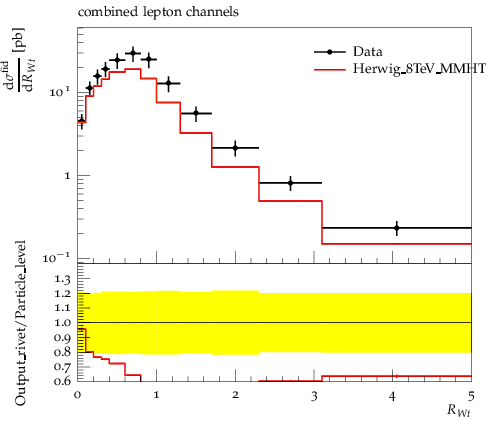 combined lepton channels
dσ^fid/dR_Wt [pb]
Data
Herwig_8TeV_MMHT
10^1
1
10^−1
Output_rivet/Particle_level
1.3
1.2
1.1
1.0
0.9
0.8
0.7
0.6
0 1 2 3 4 5
R_Wt